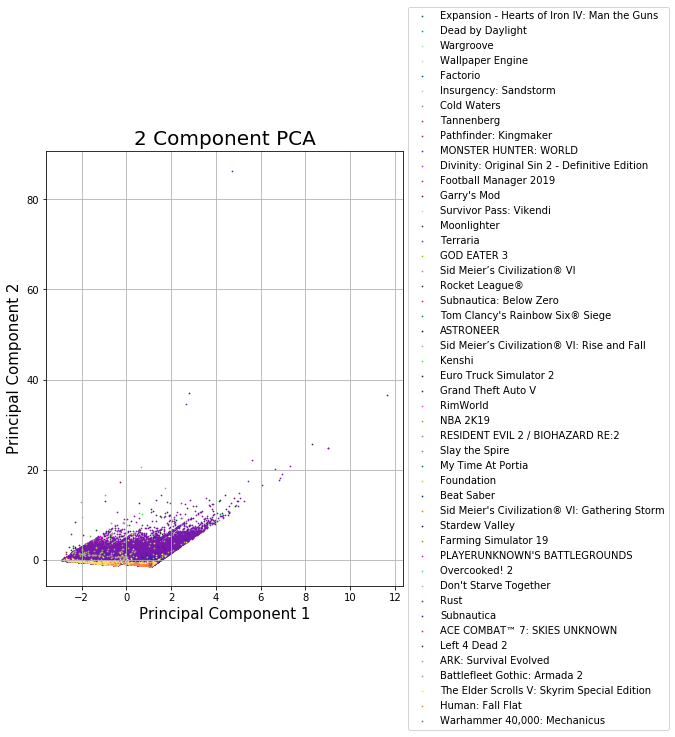 2 Component PCA
Principal Component 2
80
60
40
20
0
−2
0
2
4
6
8
10
12
Principal Component 1
Expansion - Hearts of Iron IV: Man the Guns
Dead by Daylight
Wargroove
Wallpaper Engine
Factorio
Insurgency: Sandstorm
Cold Waters
Tannenberg
Pathfinder: Kingmaker
MONSTER HUNTER: WORLD
Divinity: Original Sin 2 - Definitive Edition
Football Manager 2019
Garry's Mod
Survivor Pass: Vikendi
Moonlighter
Terraria
GOD EATER 3
Sid Meier’s Civilization® VI
Rocket League®
Subnautica: Below Zero
Tom Clancy's Rainbow Six® Siege
ASTRONEER
Sid Meier’s Civilization® VI: Rise and Fall
Kenshi
Euro Truck Simulator 2
Grand Theft Auto V
RimWorld
NBA 2K19
RESIDENT EVIL 2 / BIOHAZARD RE:2
Slay the Spire
My Time At Portia
Foundation
Beat Saber
Sid Meier's Civilization® VI: Gathering Storm
Stardew Valley
Farming Simulator 19
PLAYERUNKNOWN'S BATTLEGROUNDS
Overcooked! 2
Don't Starve Together
Rust
Subnautica
ACE COMBAT™ 7: SKIES UNKNOWN
Left 4 Dead 2
ARK: Survival Evolved
Battlefleet Gothic: Armada 2
The Elder Scrolls V: Skyrim Special Edition
Human: Fall Flat
Warhammer 40,000: Mechanicus